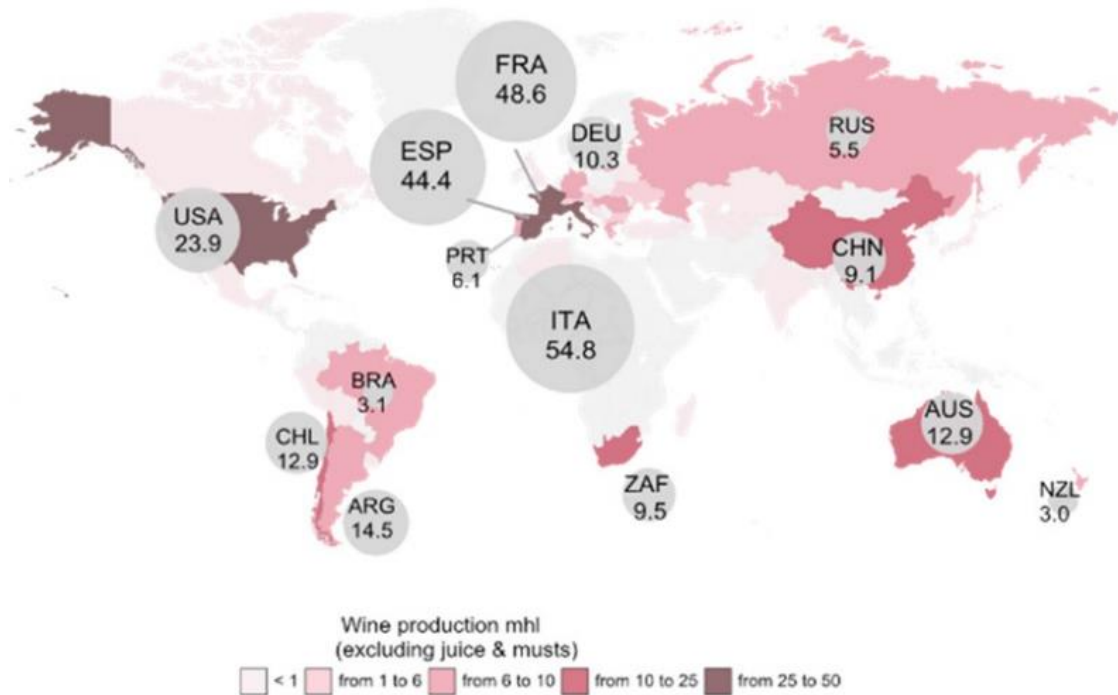 FRA
48.6
DEU
10.3
RUS
5.5
ESP
44.4
USA
23.9
PRT
6.1
CHN
9.1
ITA
54.8
BRA
3.1
AUS
12.9
CHL
12.9
ZAF
9.5
NZL
3.0
ARG
14.5
Wine production mhl
(excluding juice & musts)
< 1 from 1 to 6 from 6 to 10 from 10 to 25 from 25 to 50